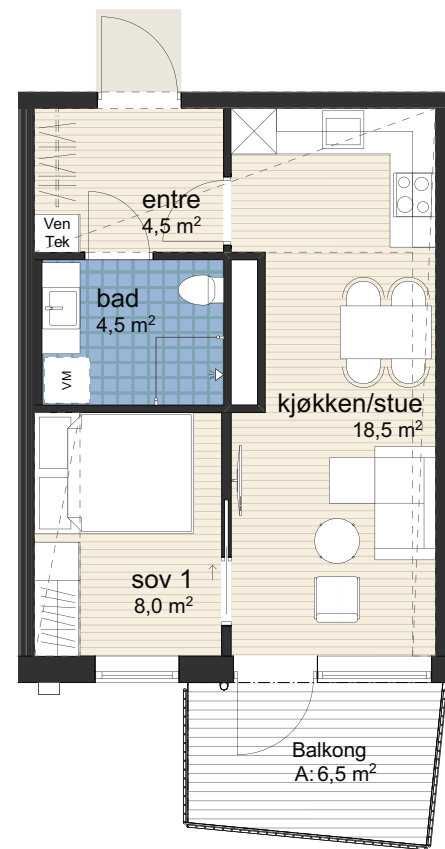 entre
4,5 m²
Ven
Tek
bad
4,5 m²
VM
kjøkken/stue
18,5 m²
sov 1
8,0 m²
Balkong
A: 6,5 m²